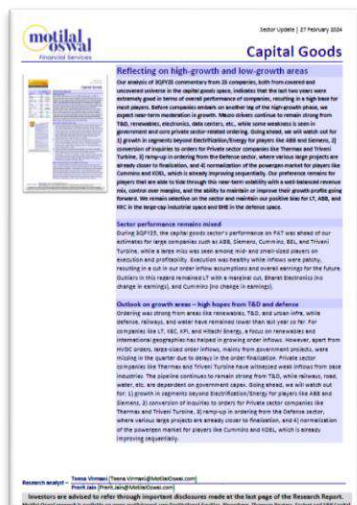 Sector Update | 27 February 2024
motilal
oswal
Financial Services
Capital Goods
Reflecting on high-growth and low-growth areas
Our analysis of 3QFY25 commentary from 25 companies, both from covered and
uncovered universe in the capital goods space, indicates that the last two years were
extremely good in terms of overall performance of companies, resulting in a high base for
most players. Before companies embark on another leg of the high-growth phase, we
expect near-term moderation in growth. Macro drivers continue to remain strong from
T&D, renewables, electronics, data centers, etc., while some weakness is seen in
government and core private sector-related ordering. Going ahead, we will watch out for
1) growth in segments beyond Electrification/Energy for players like ABB and Siemens, 2)
conversion of inquiries to orders for Private sector companies like Thermax and Triveni
Turbine, 3) ramp-up in ordering from the Defence sector, where various large projects are
already closer to finalization, and 4) normalization of the powergen market for players like
Cummins and KOEL, which is already improving sequentially. Our preference remains for
players that are able to tide through this near-term volatility with a well-balanced revenue
mix, control over margins, and the ability to maintain or improve their growth profile going
forward. We remain selective on the sector and maintain our positive bias for LT, ABB, and
KKC in the large-cap industrial space and BHE in the defence space.
Sector performance remains mixed
During 3QFY25, the capital goods sector's performance on PAT was ahead of our
estimates for large companies such as ABB, Siemens, Cummins, BEL, and Triveni
Turbine, while a large miss was seen among mid- and small-sized players on
execution and profitability. Execution was healthy while inflows were patchy,
resulting in a cut in our order inflow assumptions and overall earnings for the future.
Outliers in this regard remained LT with a marginal cut, Bharat Electronics (no
change in earnings), and Cummins (no change in earnings).
Outlook on growth areas – high hopes from T&D and defence
Ordering was strong from areas like renewables, T&D, and urban infra, while
defence, railways, and water have remained lower than last year so far. For
companies like LT, KEC, KPI, and Hitachi Energy, a focus on renewables and
international geographies has helped in growing order inflows. However, apart from
HVDC orders, large-sized order inflows, mainly from government projects, were
missing in the quarter due to delays in the order finalization. Private sector
companies like Thermax and Triveni Turbine have witnessed weak inflows from base
industries. The pipeline continues to remain strong from T&D, while railways, road,
water, etc. are dependent on government capex. Going ahead, we will watch out
for: 1) growth in segments beyond Electrification/Energy for players like ABB and
Siemens, 2) conversion of inquiries to orders for Private sector companies like
Thermax and Triveni Turbine, 3) ramp-up in ordering from the Defence sector,
where various large projects are already closer to finalization, and 4) normalization
of the powergen market for players like Cummins and KOEL, which is already
improving sequentially.
Research analyst – Teena Virmani (Teena.Virmani@MotilalOswal.com)
Prerit Jain (Prerit.Jain@MotilalOswal.com)
Investors are advised to refer through important disclosures made at the last page of the Research Report.